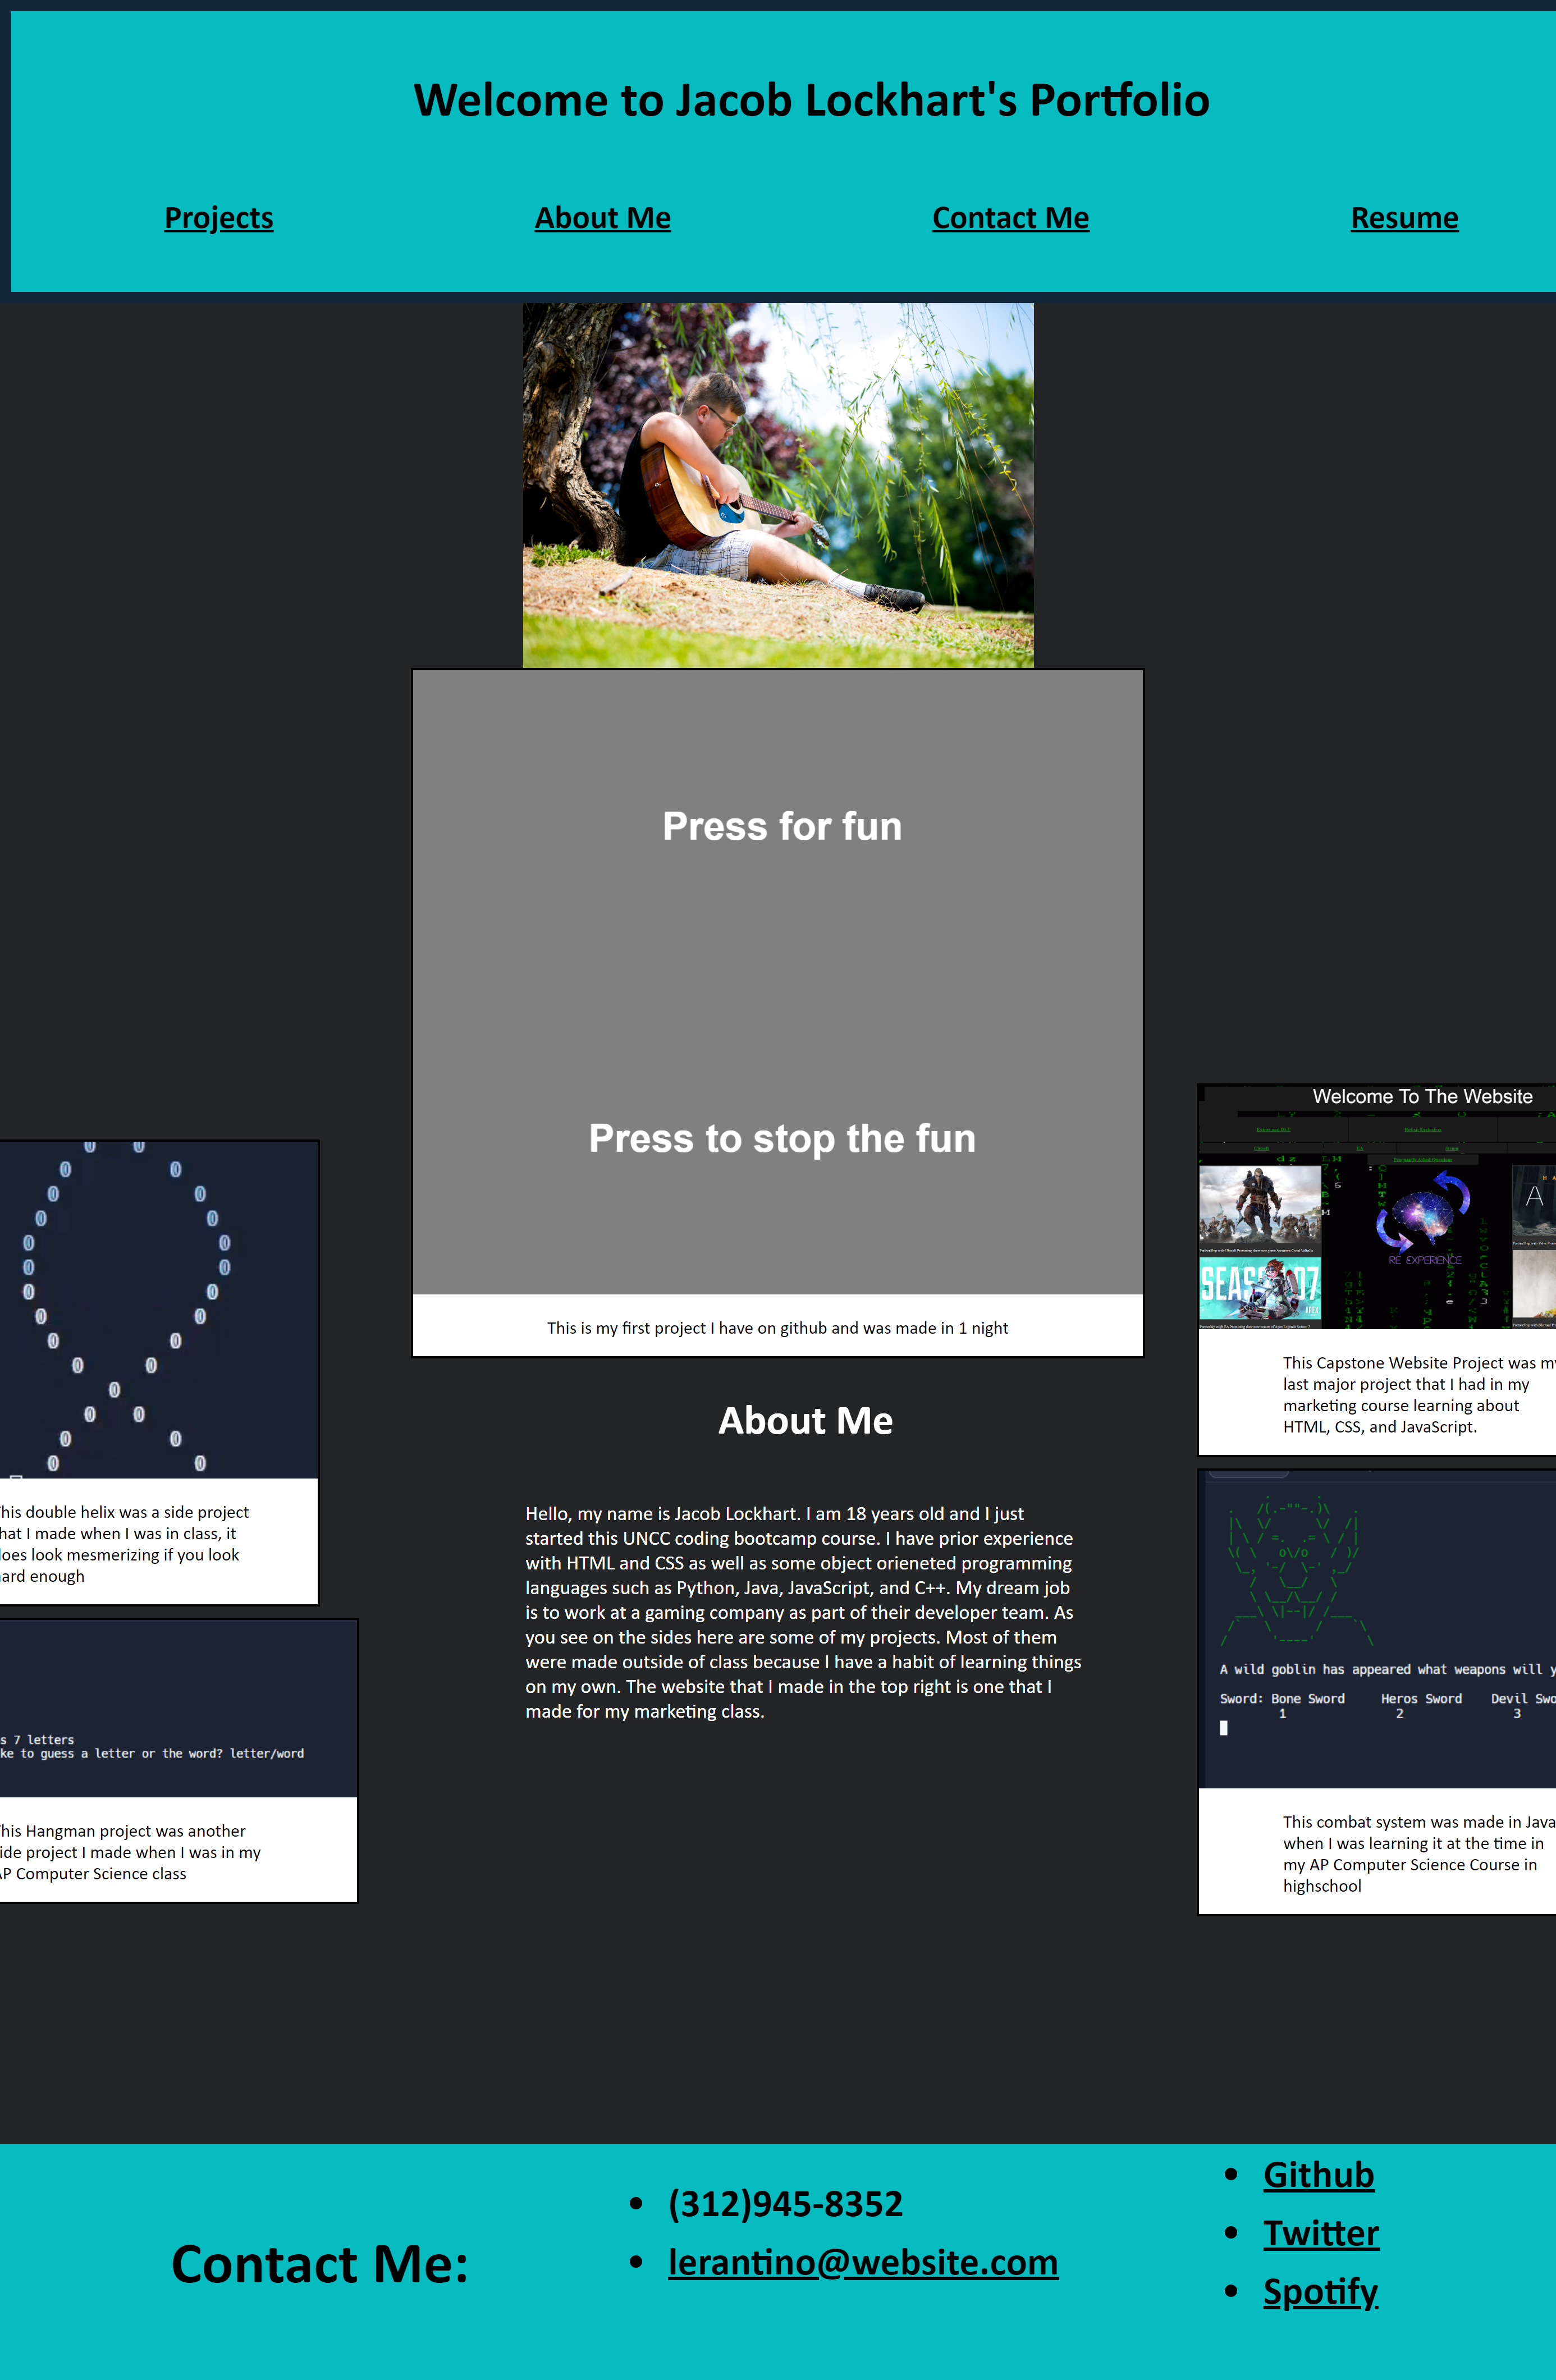 Welcome to Jacob Lockhart's Portfolio
Projects
About Me
Contact Me
Resume
Press for fun
Press to stop the fun
This is my first project I have on github and was made in 1 night
his double helix was a side project
hat I made when I was in class, it
oes look mesmerizing if you look
ard enough
s 7 letters
ke to guess a letter or the word? letter/word
his Hangman project was another
ide project I made when I was in my
AP Computer Science class
About Me
Hello, my name is Jacob Lockhart. I am 18 years old and I just
started this UNCC coding bootcamp course. I have prior experience
with HTML and CSS as well as some object orieneted programming
languages such as Python, Java, JavaScript, and C++. My dream job
is to work at a gaming company as part of their developer team. As
you see on the sides here are some of my projects. Most of them
were made outside of class because I have a habit of learning things
on my own. The website that I made in the top right is one that I
made for my marketing class.
Welcome To The Website
RE EXPERIENCE
SEAS 07
APEX
This Capstone Website Project was my
last major project that I had in my
marketing course learning about
HTML, CSS, and JavaScript.
A wild goblin has appeared what weapons will y
Sword: Bone Sword Heros Sword Devil Swo
1 2 3
This combat system was made in Java
when I was learning it at the time in
my AP Computer Science Course in
highschool
Contact Me:
(312)945-8352
lerantino@website.com
Github
Twitter
Spotify